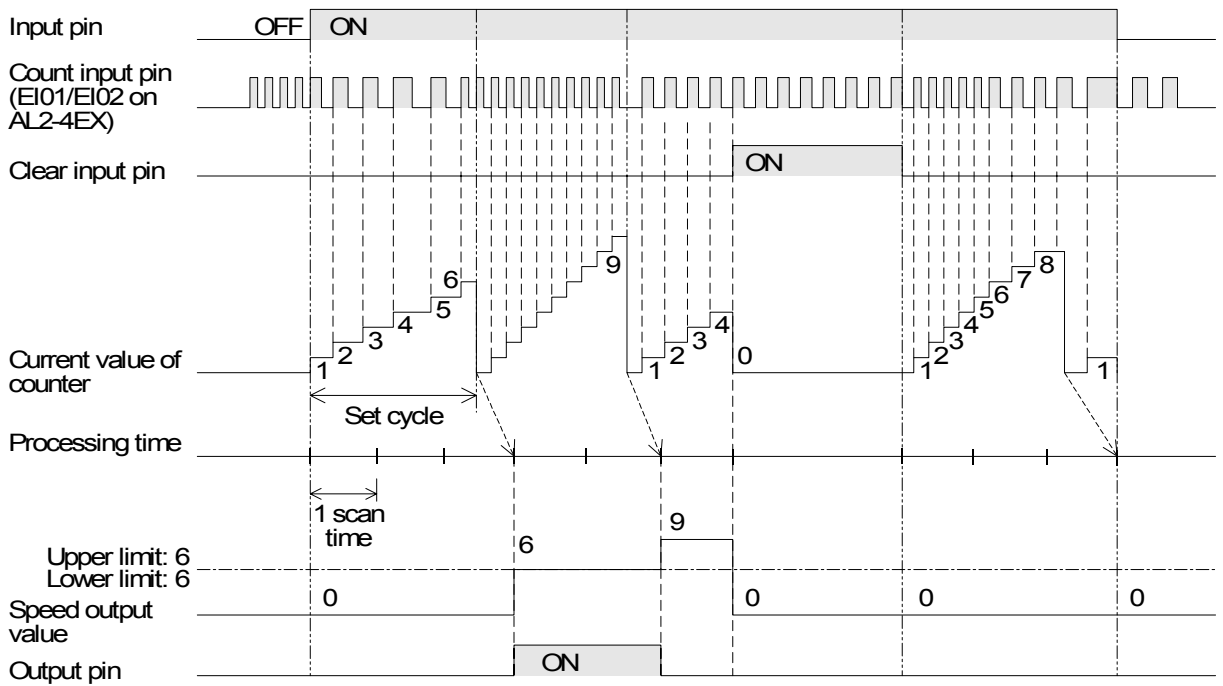 Input pin
OFF
ON
Count input pin
(EI01/EI02 on
AL2-4EX)
Clear input pin
ON
Current value of
counter
1
2
3
4
5
6
9
1
2
3
4
0
1
2
3
4
5
6
7
8
1
Set cycle
Processing time
1 scan
time
Upper limit: 6
Lower limit: 6
Speed output
value
0
6
9
0
0
0
Output pin
ON